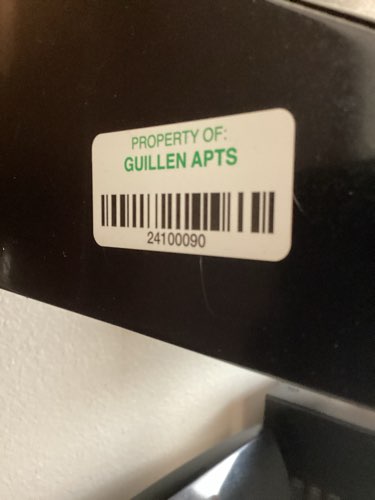 PROPERTY OF:
GUILLEN APTS
24100090